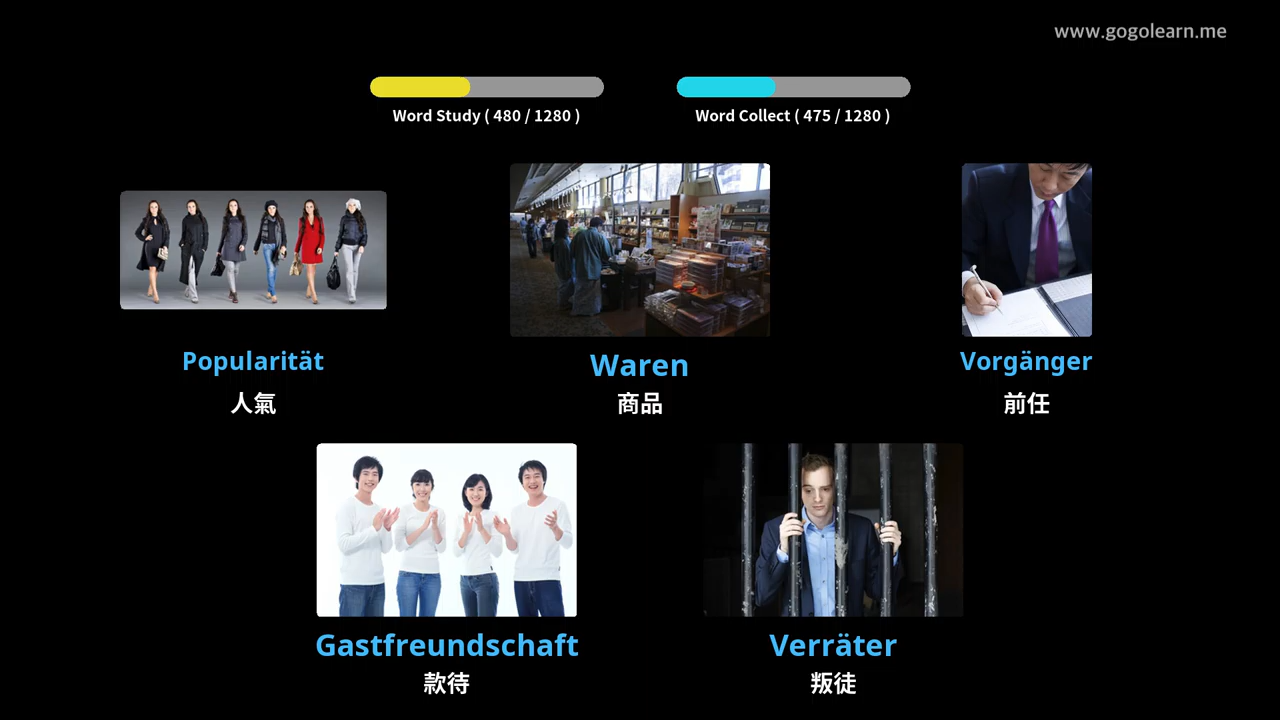 www.gogolearn.me
Word Study ( 480 / 1280 )
Word Collect ( 475 / 1280 )
Popularität
人氣
Waren
商品
Vorgänger
前任
Gastfreundschaft
款待
Verräter
叛徒